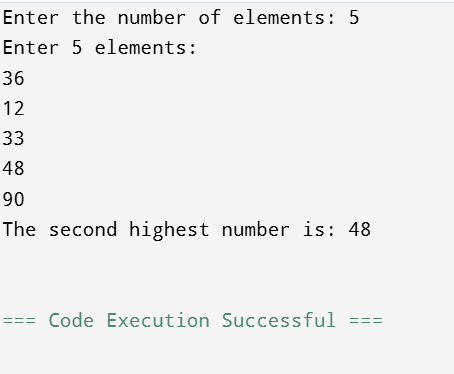 Enter the number of elements: 5
Enter 5 elements:
36
12
33
48
90
The second highest number is: 48
=== Code Execution Successful ===